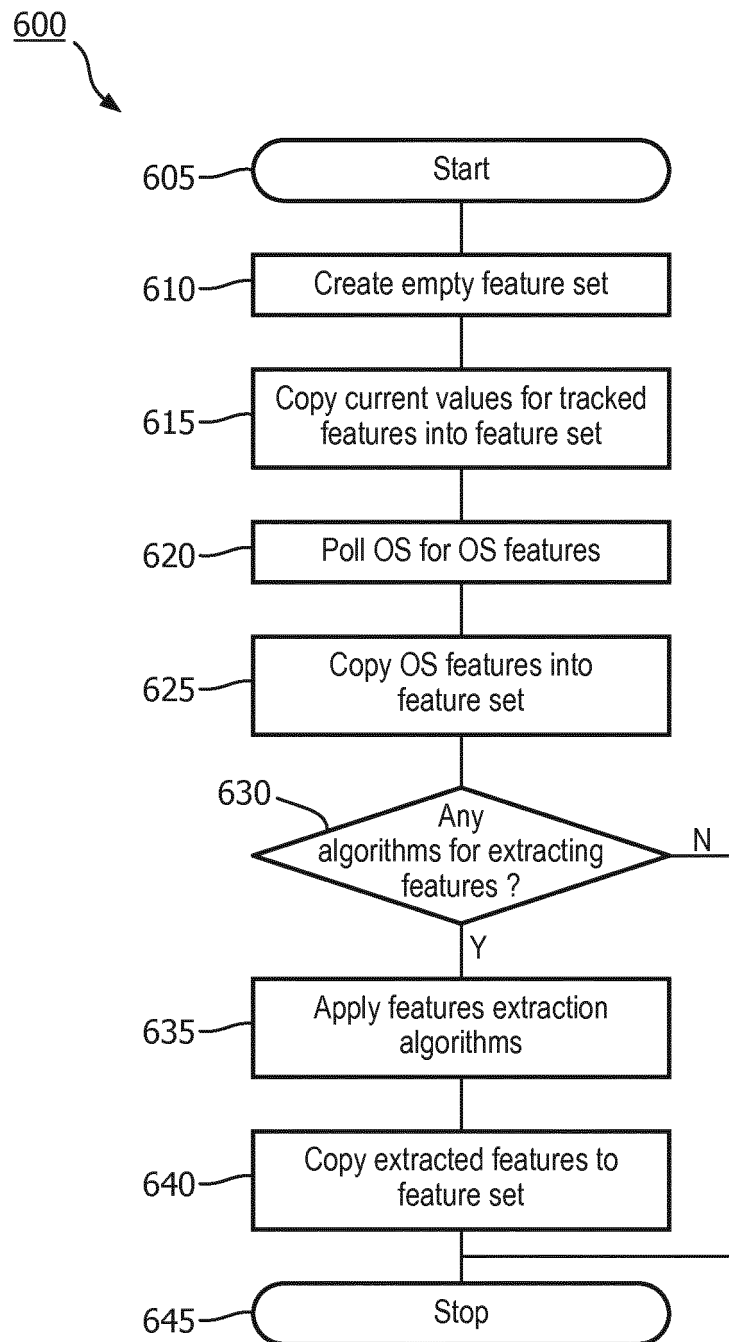 600
605
Start
610
Create empty feature set
615
Copy current values for tracked
features into feature set
620
Poll OS for OS features
625
Copy OS features into
feature set
630
Any
algorithms for extracting
features ?
N
Y
635
Apply features extraction
algorithms
640
Copy extracted features to
feature set
645
Stop